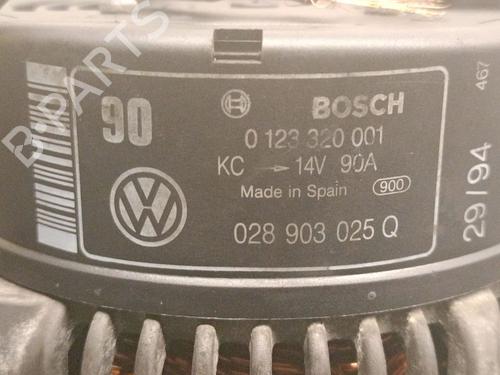 B-PARTS
90
BOSCH
0 123 320 001
KC → 14V 90A
Made in Spain 900
028 903 025 Q
29/94
467